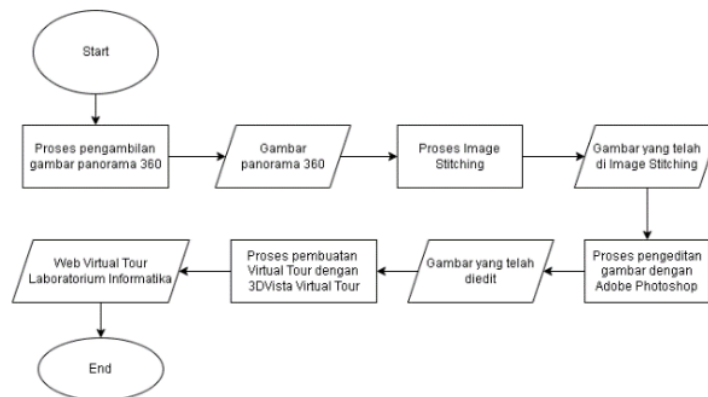 Start
Proses pengambilan
gambar panorama 360
Gambar
panorama 360
Proses Image
Stitching
Gambar yang telah
di Image Stitching
Proses pengeditan
gambar dengan
Adobe Photoshop
Gambar yang telah
diedit
Proses pembuatan
Virtual Tour dengan
3DVista Virtual Tour
Web Virtual Tour
Laboratorium Informatika
End